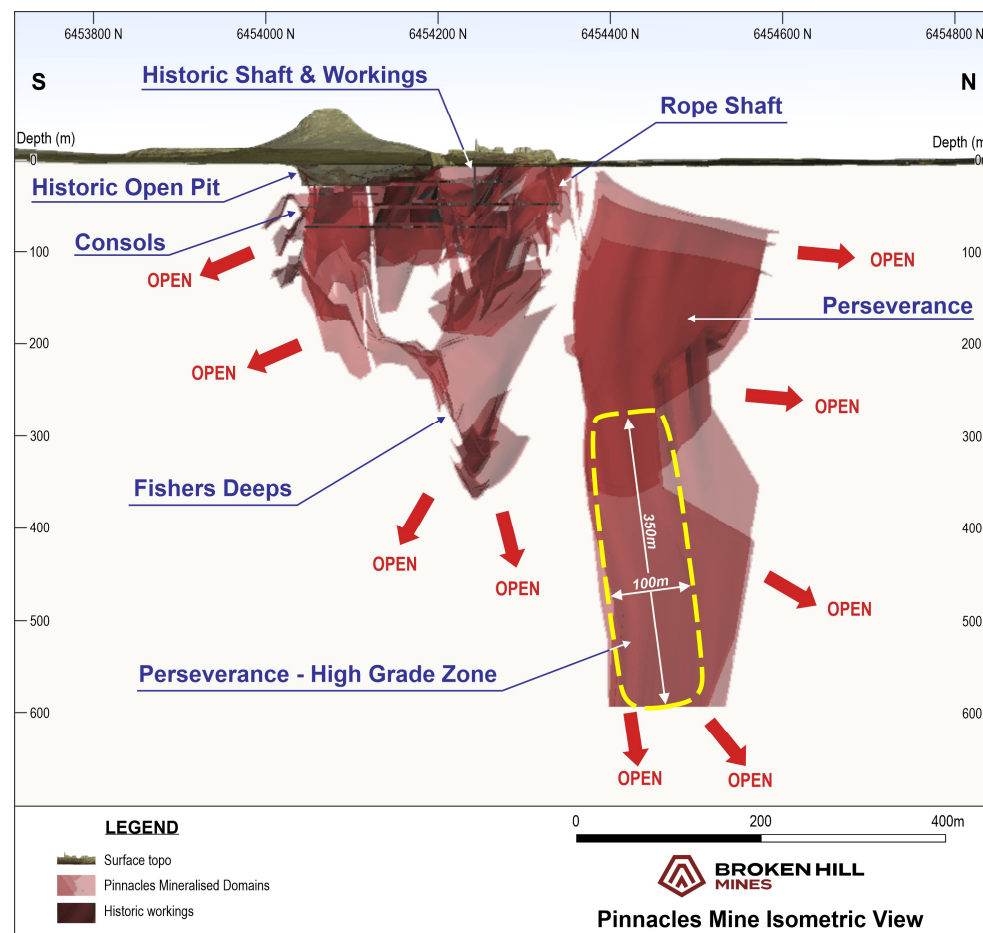 6453800 N
6454000 N
6454200 N
6454400 N
6454600 N
6454800 N
S
Historic Shaft & Workings
N
Rope Shaft
Depth (m)
Depth (m
0
0
Historic Open Pit
Consols
100
OPEN
OPEN
100
Perseverance
200
OPEN
200
OPEN
300
300
Fishers Deeps
400
350m
400
OPEN
OPEN
100m
OPEN
500
500
Perseverance - High Grade Zone
600
600
OPEN
OPEN
LEGEND
Surface topo
Pinnacles Mineralised Domains
Historic workings
0
200
400m
BROKEN HILL
MINES
Pinnacles Mine Isometric View